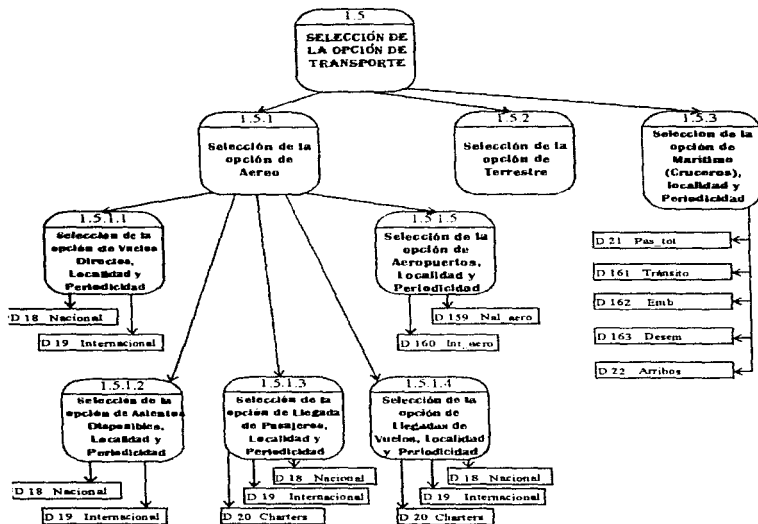 1.5
SELECCIÓN DE
LA OPCIÓN DE
TRANSPORTE
1.5.1
Selección de la
opción de
Aereo
1.5.2
Selección de la
opción de
Terrestre
1.5.3
Selección de la
opción de
Maritimo
(Cruceros),
localidad y
Periodicidad
1.5.1.1
Selección de la
opción de Vuelos
Directos,
Localidad y
Periodicidad
D 18 Nacional
D 19 Internacional
1.5 1.5
Selección de la
opción de
Aeropuertos,
Localidad y
Periodicidad
D 159 Nal_aero
D 160 Int_aero
D 21 Pas_tot
D 161 Tránsito
D 162 Emb
D 163 Desem
D 22 Arribos
1.5.1.2
Selección de la
opción de Asientos
Disponibles,
Localidad y
Periodicidad
D 18 Nacional
D 19 Internacional
1.5.1.3
Selección de la
opción de Llegada
de Pasajeros,
Localidad y
Periodicidad
D 18 Nacional
D 19 Internacional
D 20 Charters
1.5.1.4
Selección de la
opción de
Llegadas de
Vuelos, Localidad
y Periodicidad
D 18 Nacional
D 19 Internacional
D 20 Charters